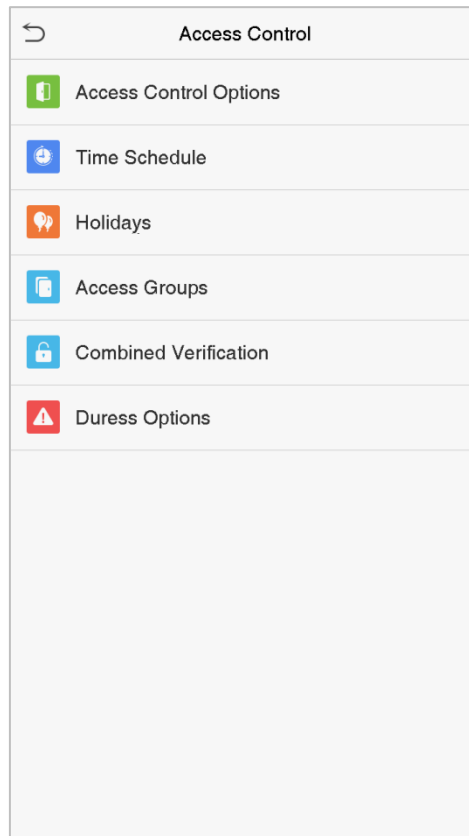 Access Control
Access Control Options
Time Schedule
Holidays
Access Groups
Combined Verification
Duress Options